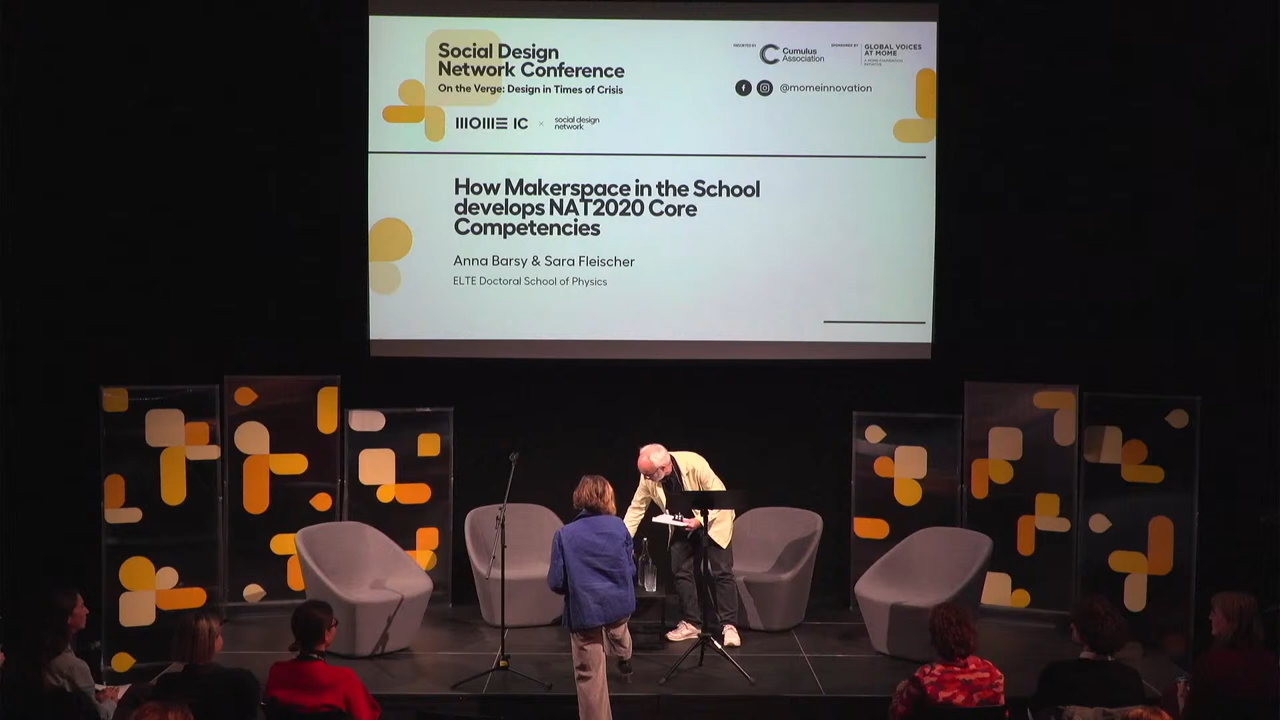 Social Design
Network Conference
On the Verge: Design in Times of Crisis
MOME IC × social design
network
Cumulus
Association
GLOBAL VOICES
AT MOME
@momeinnovation
How Makerspace in the School
develops NAT2020 Core
Competencies
Anna Barsy & Sara Fleischer
ELTE Doctoral School of Physics